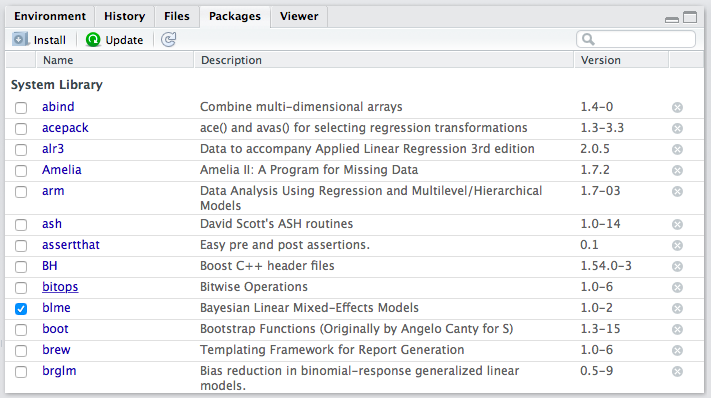 Environment History Files Packages Viewer
Install Update
Name Description Version
System Library
abind Combine multi-dimensional arrays 1.4-0
acepack ace() and avas() for selecting regression transformations 1.3-3.3
alr3 Data to accompany Applied Linear Regression 3rd edition 2.0.5
Amelia Amelia II: A Program for Missing Data 1.7.2
arm Data Analysis Using Regression and Multilevel/Hierarchical 1.7-03
Models
ash David Scott's ASH routines 1.0-14
assertthat Easy pre and post assertions. 0.1
BH Boost C++ header files 1.54.0-3
bitops Bitwise Operations 1.0-6
blme Bayesian Linear Mixed-Effects Models 1.0-2
boot Bootstrap Functions (Originally by Angelo Canty for S) 1.3-15
brew Templating Framework for Report Generation 1.0-6
brglm Bias reduction in binomial-response generalized linear 0.5-9
models.